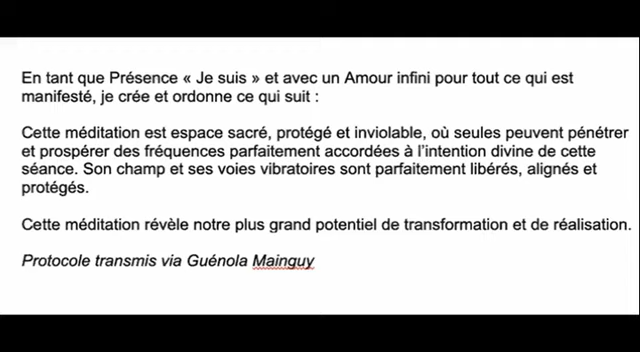 En tant que Présence « Je suis » et avec un Amour infini pour tout ce qui est
manifesté, je crée et ordonne ce qui suit :
Cette méditation est espace sacré, protégé et inviolable, où seules peuvent pénétrer
et prospérer des fréquences parfaitement accordées à l'intention divine de cette
séance. Son champ et ses voies vibratoires sont parfaitement libérés, alignés et
protégés.
Cette méditation révèle notre plus grand potentiel de transformation et de réalisation.
Protocole transmis via Guénola Mainguy